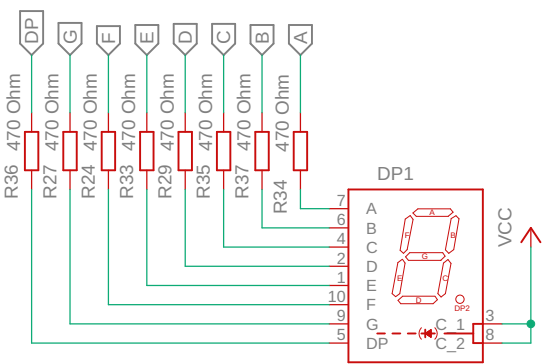 DP G F E D C B A
470 Ohm 470 Ohm 470 Ohm 470 Ohm 470 Ohm 470 Ohm 470 Ohm 470 Ohm
R36 R27 R24 R33 R29 R35 R37 R34
DP1
VCC
7 A
6 B
4 C
2 D
1 E
10 F
9 G
5 DP
A
F B
G
E C
D
DP2
C_1 3
C_2 8